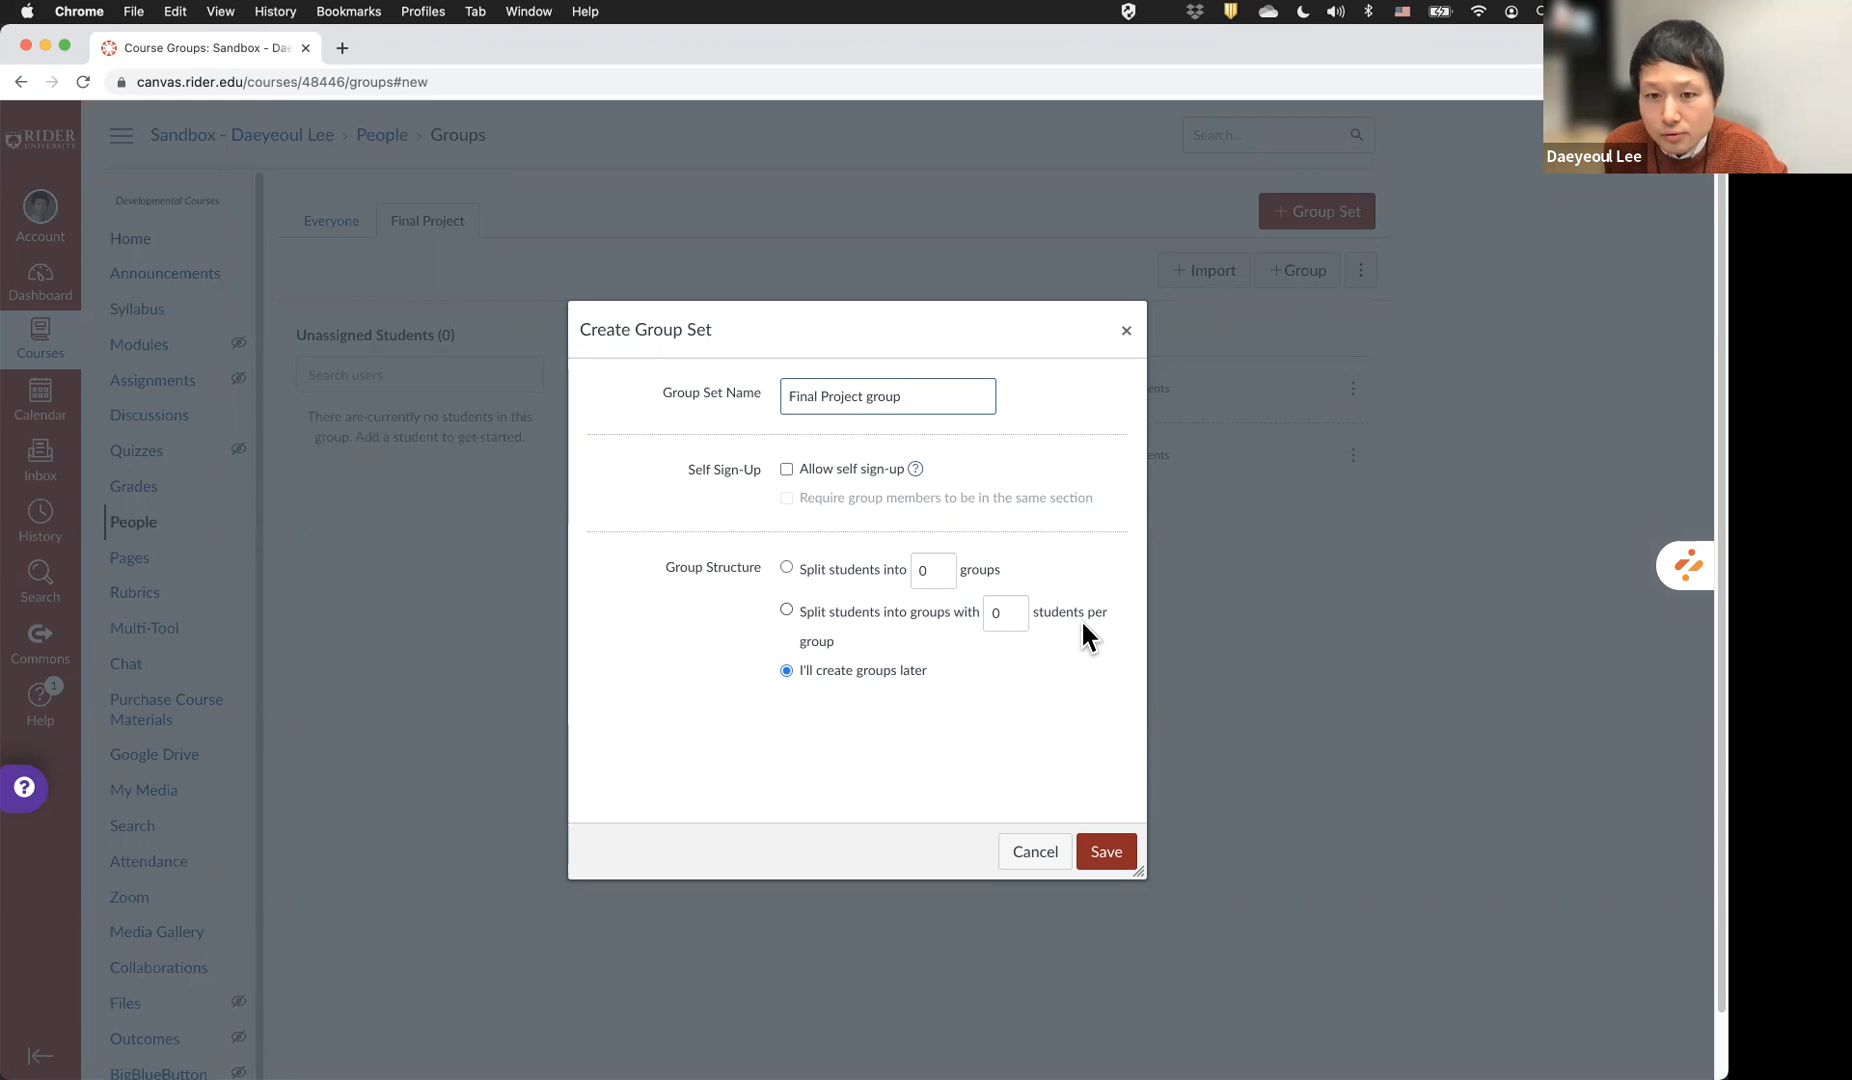 Chrome File Edit View History Bookmarks Profiles Tab Window Help
Course Groups: Sandbox - Dae
canvas.rider.edu/courses/48446/groups#new
Daeyeoul Lee
RIDER
UNIVERSITY
Sandbox - Daeyeoul Lee › People › Groups
Search...
Account
Dashboard
Courses
Calendar
Inbox
History
Search
Commons
1
Help
Developmental Courses
Home
Announcements
Syllabus
Modules
Assignments
Discussions
Quizzes
Grades
People
Pages
Rubrics
Multi-Tool
Chat
Purchase Course
Materials
Google Drive
My Media
Search
Attendance
Zoom
Media Gallery
Collaborations
Files
Outcomes
BigBlueButton
Everyone
Final Project
+ Group Set
+ Import
+Group
Unassigned Students (0)
Search users
There are currently no students in this
group. Add a student to get started.
ents
ents
Create Group Set
Group Set Name
Final Project group
Self Sign-Up
Allow self sign-up
Require group members to be in the same section
Group Structure
Split students into 0 groups
Split students into groups with 0 students per
group
I'll create groups later
Cancel
Save